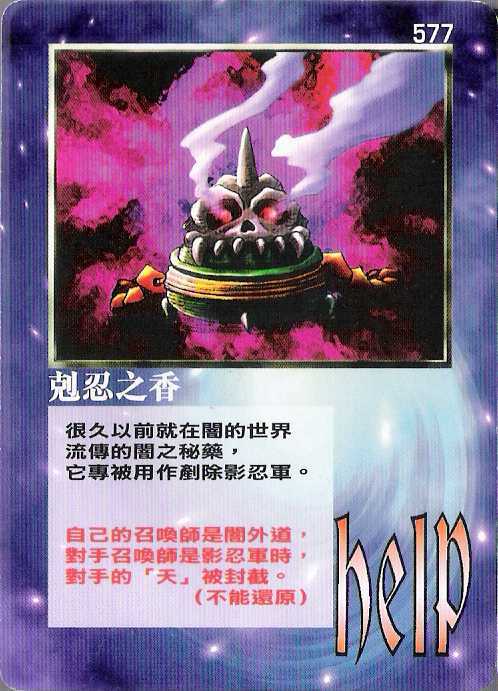 577
剋忍之香
很久以前就在闇的世界
流傳的闇之秘藥，
它專被用作剷除影忍軍。
自己的召喚師是闇外道，
對手召喚師是影忍軍時，
對手的「天」被封截。
(不能還原)
help